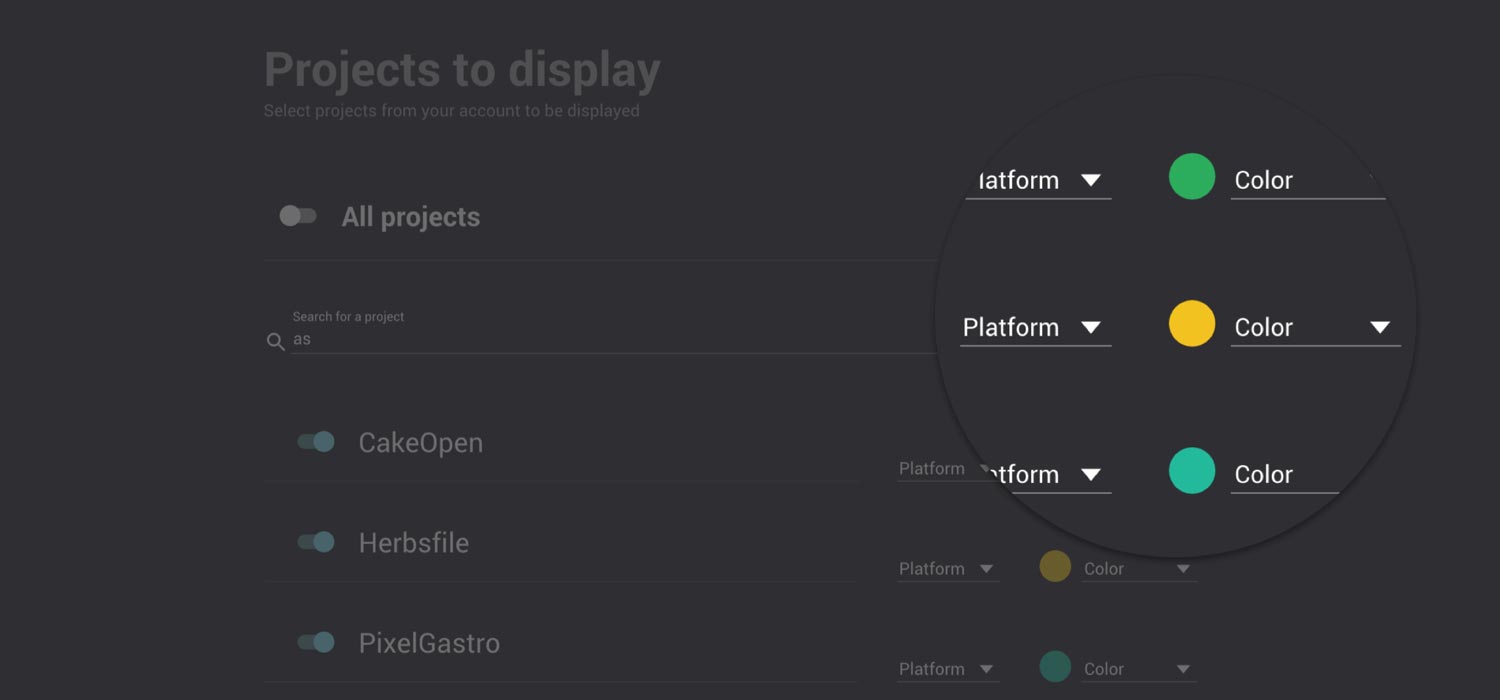 Projects to display
Select projects from your account to be displayed
All projects
latform Color
Search for a project
as
Platform Color
CakeOpen
Platform
tform Color
Herbsfile
Platform Color
PixelGastro
Platform Color